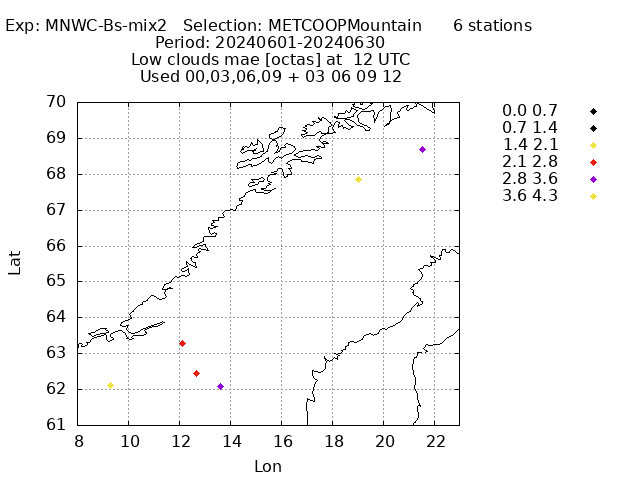 Exp: MNWC-Bs-mix2 Selection: METCOOPMountain 6 stations
Period: 20240601-20240630
Low clouds mae [octas] at 12 UTC
Used 00,03,06,09 + 03 06 09 12
0.0 0.7
0.7 1.4
1.4 2.1
2.1 2.8
2.8 3.6
3.6 4.3
70
69
68
67
66
65
64
63
62
61
Lat
8 10 12 14 16 18 20 22
Lon